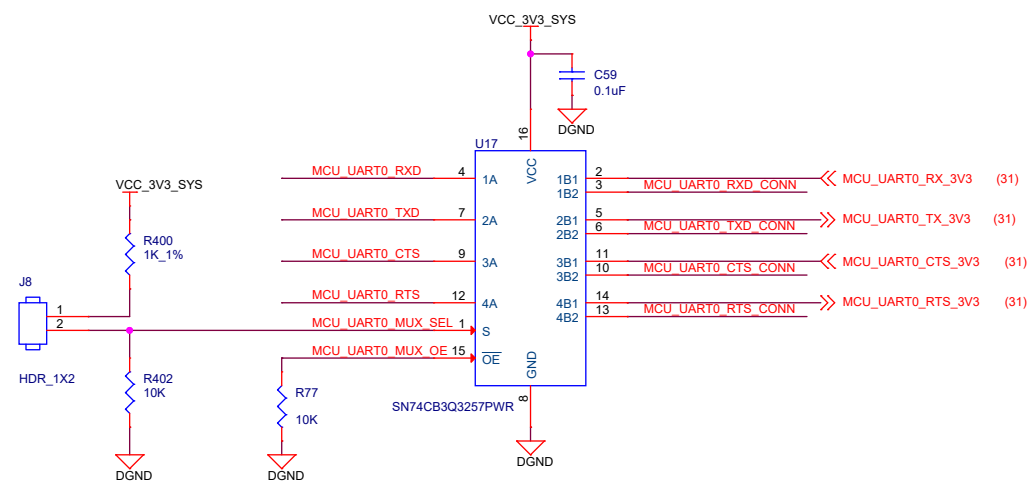 VCC_3V3_SYS
C59
0.1uF
DGND
U17
16
VCC
MCU_UART0_RXD 4 1A
1B1 2 MCU_UART0_RX_3V3 (31)
1B2 3 MCU_UART0_RXD_CONN
VCC_3V3_SYS
MCU_UART0_TXD 7 2A
2B1 5 MCU_UART0_TX_3V3 (31)
2B2 6 MCU_UART0_TXD_CONN
R400
1K_1%
MCU_UART0_CTS 9 3A
3B1 11 MCU_UART0_CTS_3V3 (31)
3B2 10 MCU_UART0_CTS_CONN
J8
1
2
MCU_UART0_RTS 12 4A
4B1 14 MCU_UART0_RTS_3V3 (31)
4B2 13 MCU_UART0_RTS_CONN
MCU_UART0_MUX_SEL 1 S
MCU_UART0_MUX_OE 15 OE
GND
8
HDR_1X2
R402
10K
R77
10K
SN74CB3Q3257PWR
DGND
DGND
DGND